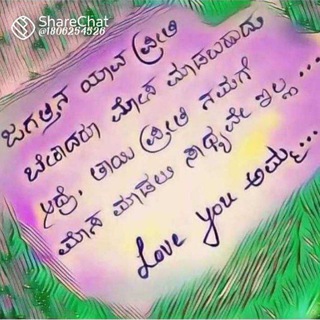 ShareChat
@1806254526
ಜಗತ್ತಿನ ಯಾವ ಪ್ರೀತಿ
ಬೇಕಾದರೂ ಮೋಸ ಮಾಡಬಹುದು
ಆದ್ರೆ, ತಾಯಿ ಪ್ರೀತಿ ನಮಗೆ
ಮೋಸ ಮಾಡಲು ಸಾಧ್ಯವೇ ಇಲ್ಲ...
Love you ಅಮ್ಮ...